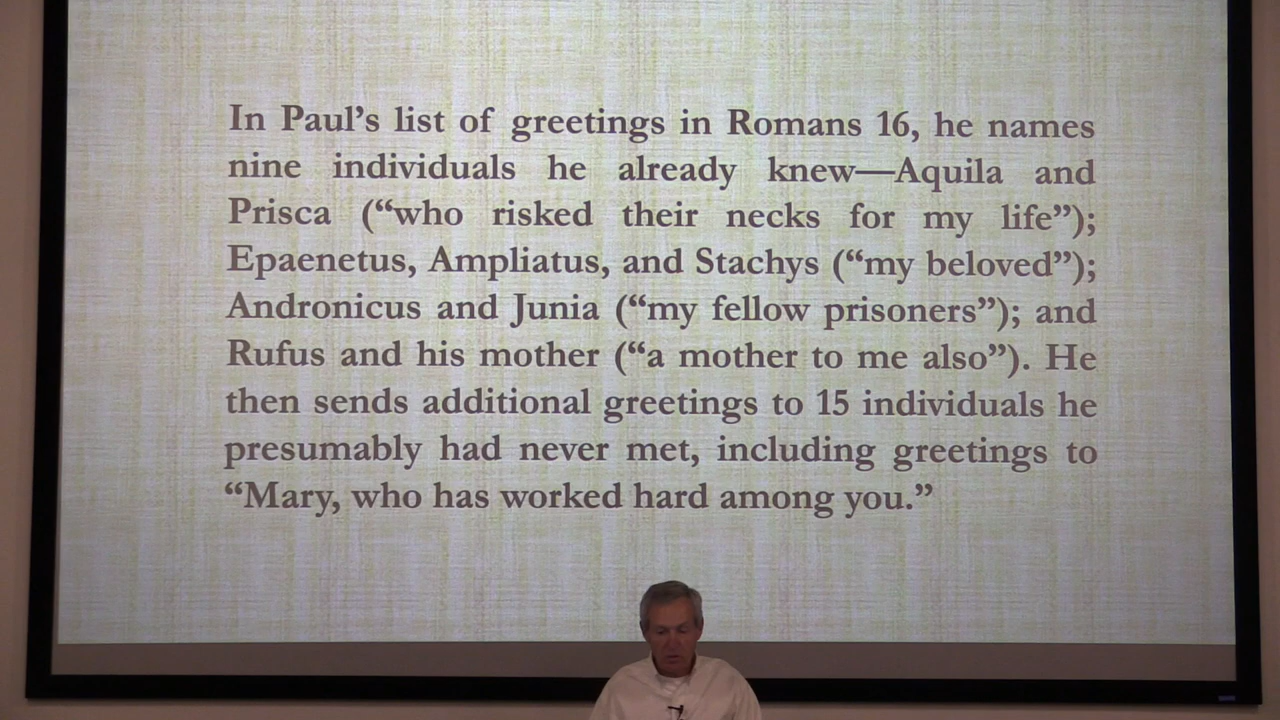 In Paul’s list of greetings in Romans 16, he names
nine individuals he already knew—Aquila and
Prisca (“who risked their necks for my life”);
Epaenetus, Ampliatus, and Stachys (“my beloved”);
Andronicus and Junia (“my fellow prisoners”); and
Rufus and his mother (“a mother to me also”). He
then sends additional greetings to 15 individuals he
presumably had never met, including greetings to
“Mary, who has worked hard among you.”